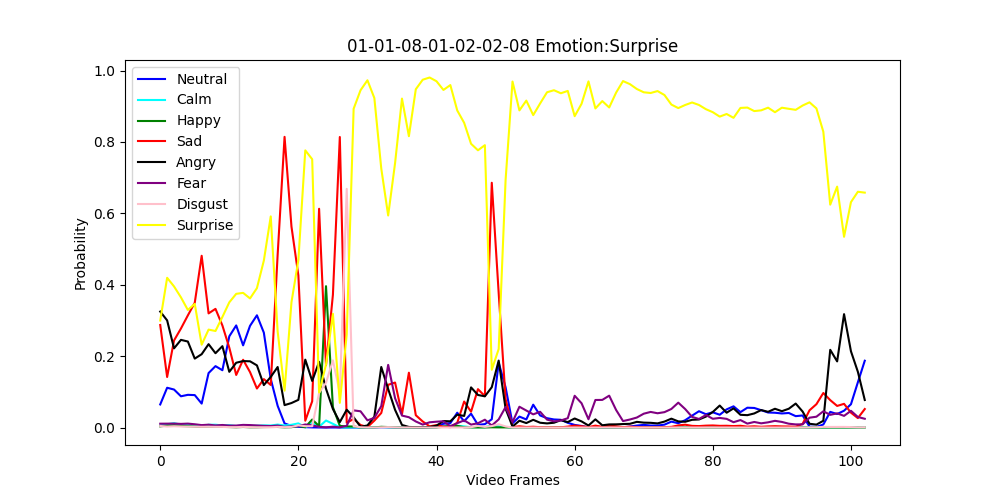 01-01-08-01-02-02-08 Emotion:Surprise
1.0
0.8
0.6
0.4
0.2
0.0
Probability
Neutral
Calm
Happy
Sad
Angry
Fear
Disgust
Surprise
0 20 40 60 80 100
Video Frames